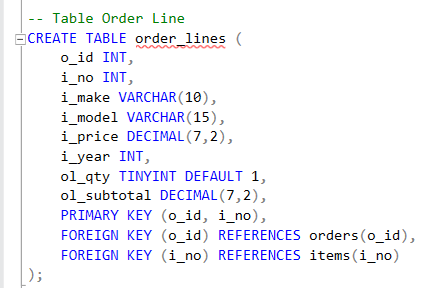 -- Table Order Line
CREATE TABLE order_lines (
o_id INT,
i_no INT,
i_make VARCHAR(10),
i_model VARCHAR(15),
i_price DECIMAL(7,2),
i_year INT,
ol_qty TINYINT DEFAULT 1,
ol_subtotal DECIMAL(7,2),
PRIMARY KEY (o_id, i_no),
FOREIGN KEY (o_id) REFERENCES orders(o_id),
FOREIGN KEY (i_no) REFERENCES items(i_no)
);